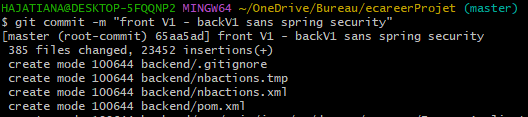 HAJATIANA@DESKTOP-5FQQNP2 MINGW64 ~/OneDrive/Bureau/ecareerProjet (master)
$ git commit -m "front V1 - backV1 sans spring security"
[master (root-commit) 65aa5ad] front V1 - backV1 sans spring security
385 files changed, 23452 insertions(+)
create mode 100644 backend/.gitignore
create mode 100644 backend/nbactions.tmp
create mode 100644 backend/nbactions.xml
create mode 100644 backend/pom.xml